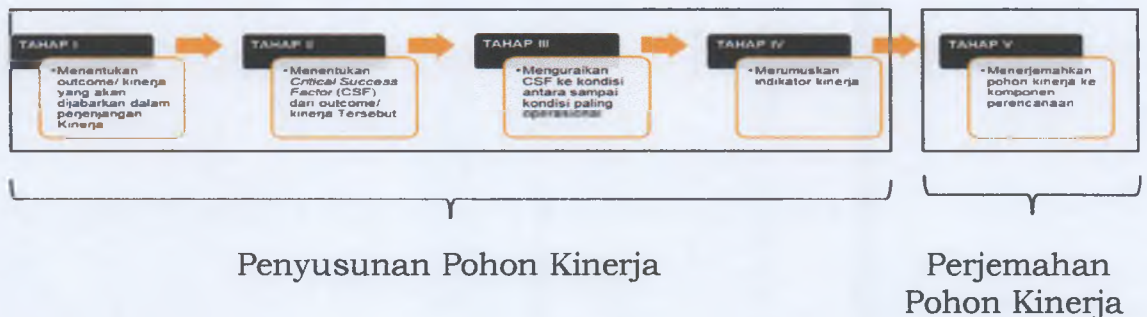 TAHAP I
•Menentukan
outcome/ kinerja
yang akan
dijabarkan dalam
penjenjangan
Kinerja
TAHAP II
•Menentukan
Critical Success
Factor (CSF)
dari outcome/
kinerja Tersebut
TAHAP III
•Menguraikan
CSF ke kondisi
antara sampai
kondisi paling
operasional
TAHAP IV
•Merumuskan
indikator kinerja
TAHAP V
•Menerjemahkan
pohon kinerja ke
komponen
perencanaan
Penyusunan Pohon Kinerja
Perjemahan
Pohon Kinerja